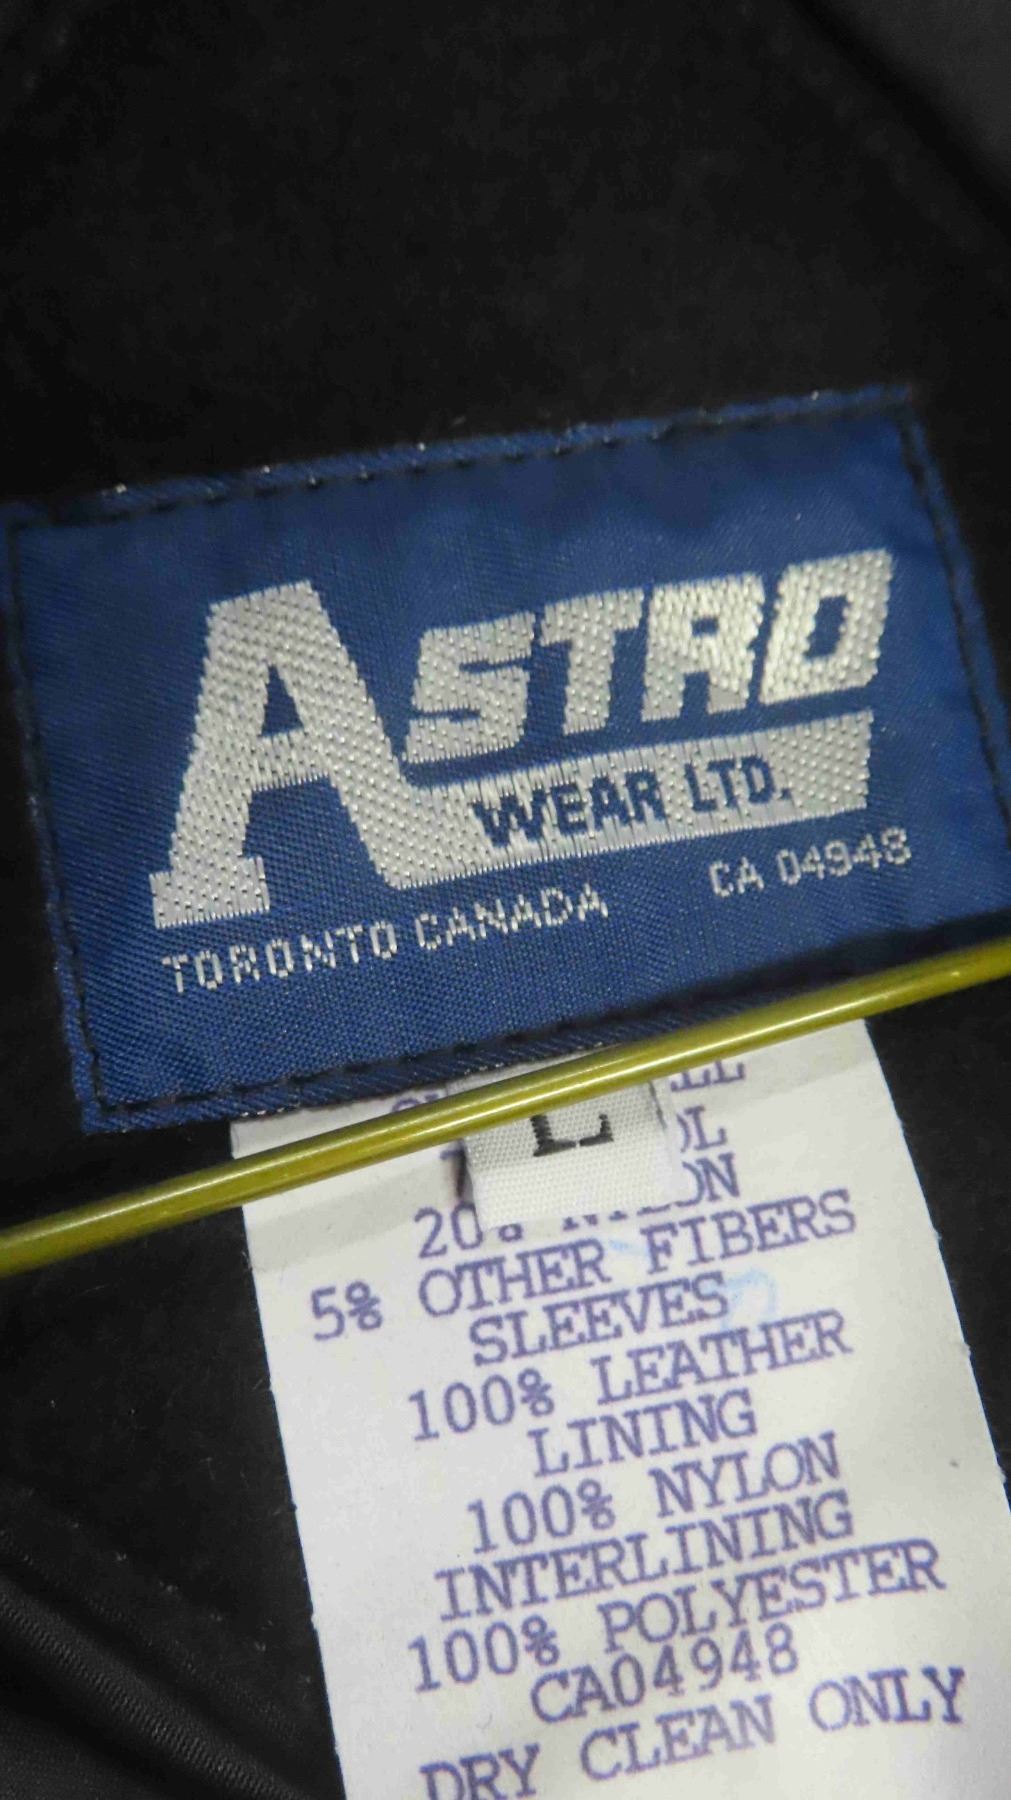 ASTRO
WEAR LTD.
TORONTO CANADA CA 04948
L
20%
5% OTHER FIBERS
SLEEVES
100% LEATHER
LINING
100% NYLON
INTERLINING
100% POLYESTER
CA04948
DRY CLEAN ONLY